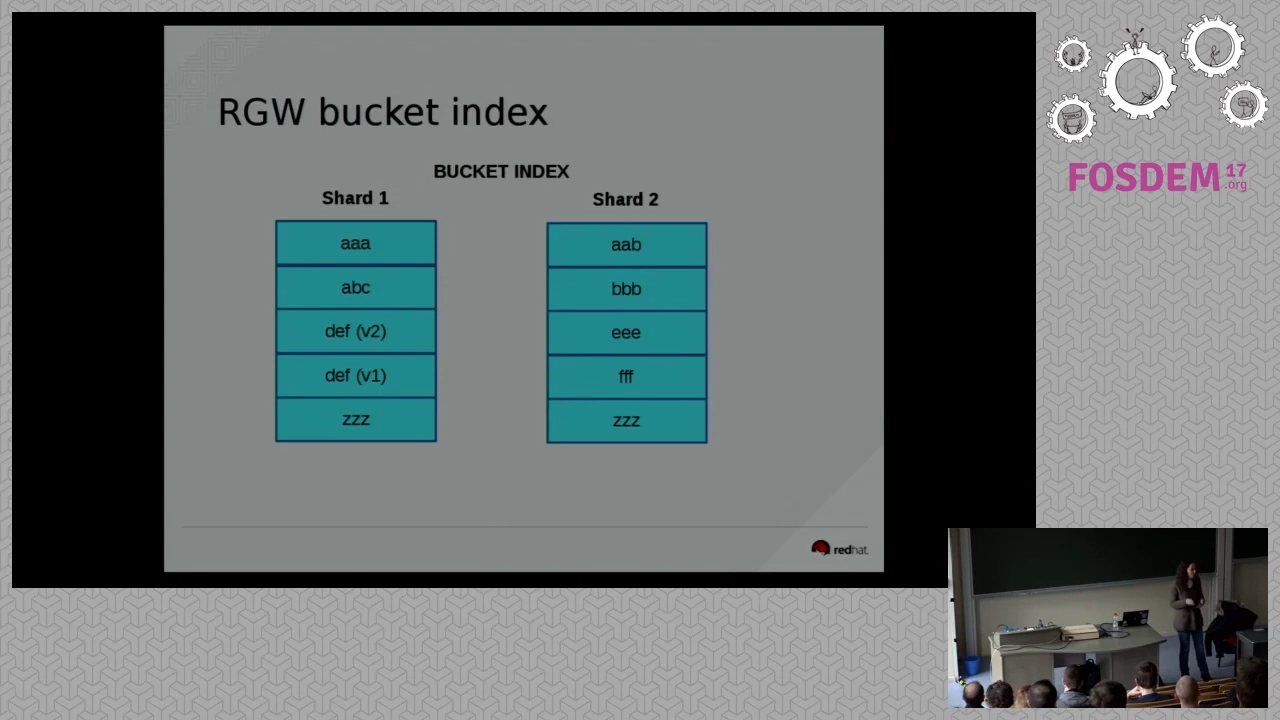 RGW bucket index
BUCKET INDEX
Shard 1
Shard 2
aaa
abc
def (v2)
def (v1)
zzz
aab
bbb
eee
fff
zzz
redhat.
FOSDEM 17
.org